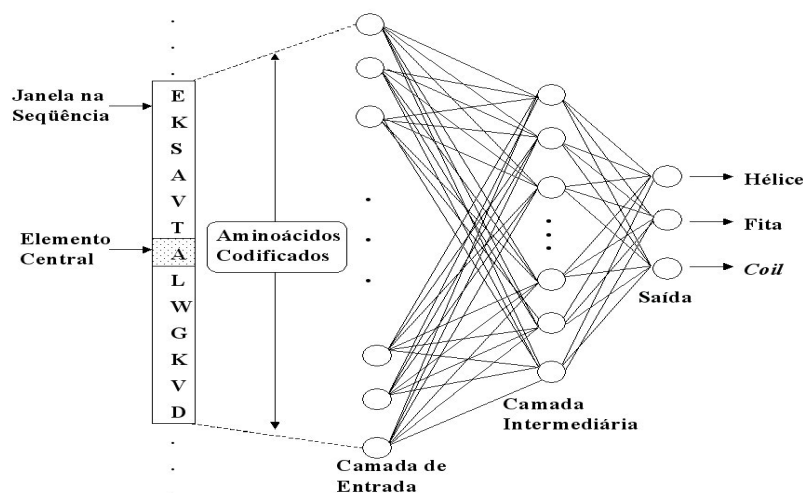 Janela na
Seqüência
E
K
S
A
V
T
A
L
W
G
K
V
D
Elemento
Central
Aminoácidos
Codificados
Camada de
Entrada
Camada
Intermediária
Saída
Hélice
Fita
Coil